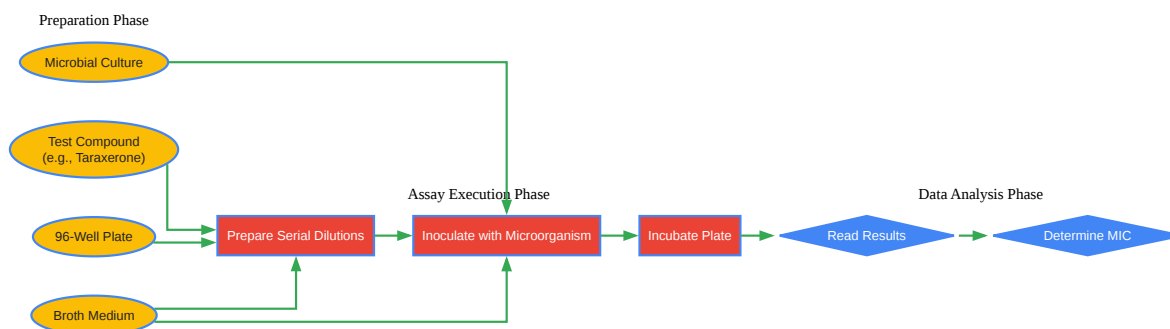 Preparation Phase
Microbial Culture
Test Compound
(e.g., Taraxerone)
Assay Execution Phase
Data Analysis Phase
96-Well Plate
Prepare Serial Dilutions
Inoculate with Microorganism
Incubate Plate
Read Results
Determine MIC
Broth Medium